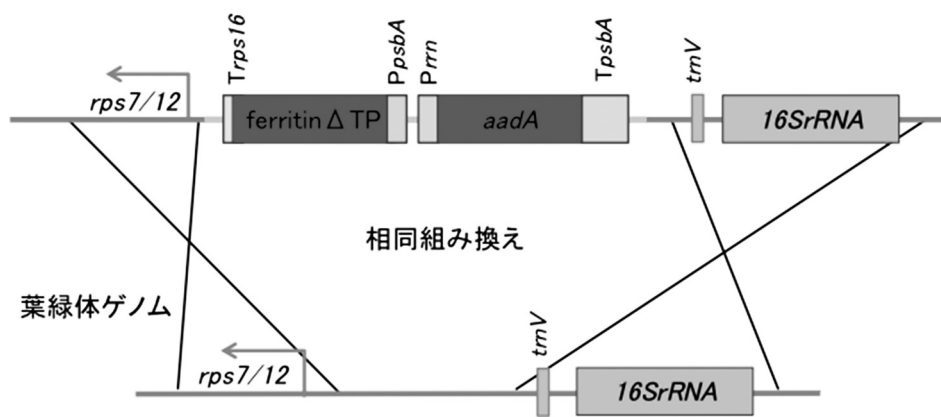 Trps16
PpsbA
Prrn
TpsbA
trnV
rps7/12
ferritin Δ TP
aadA
16SrRNA
相同組み換え
葉緑体ゲノム
trnV
rps7/12
16SrRNA